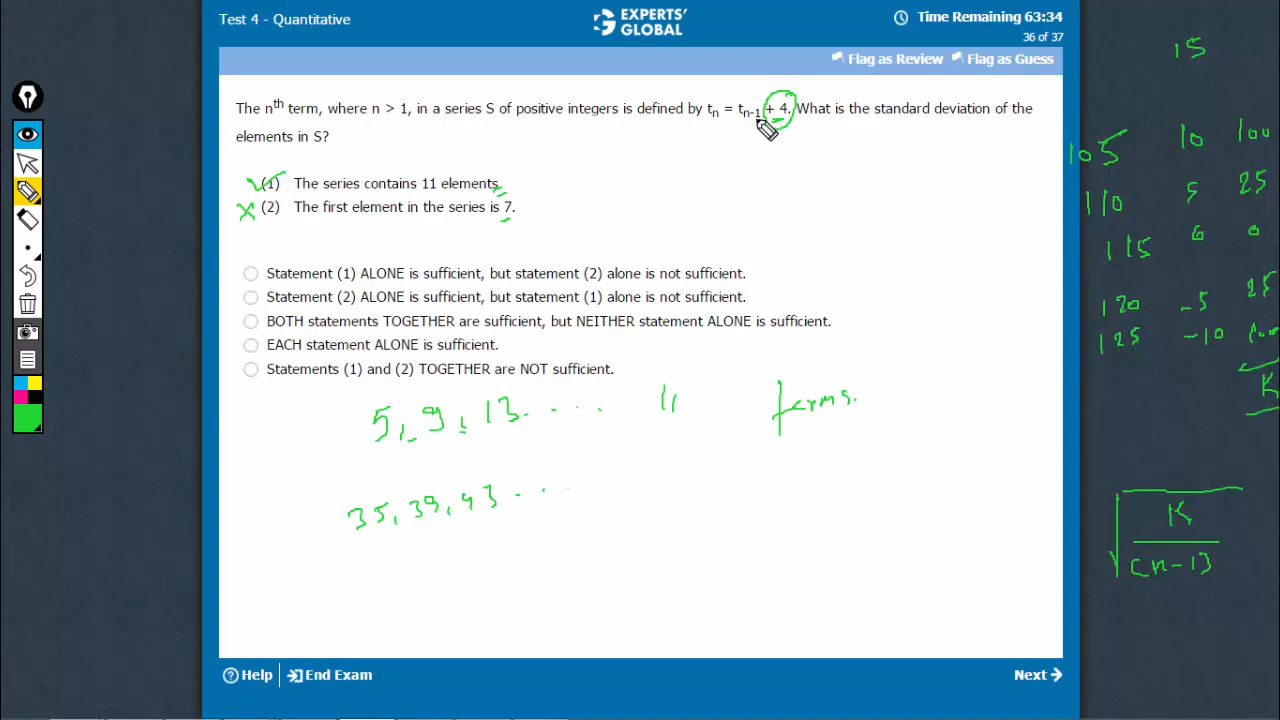 Test 4 - Quantitative
EXPERTS' GLOBAL
Time Remaining 63:34
36 of 37
Flag as Review Flag as Guess
The nth term, where n > 1, in a series S of positive integers is defined by tn = tn-1 + 4. What is the standard deviation of the
elements in S?
(1) The series contains 11 elements.
(2) The first element in the series is 7.
Statement (1) ALONE is sufficient, but statement (2) alone is not sufficient.
Statement (2) ALONE is sufficient, but statement (1) alone is not sufficient.
BOTH statements TOGETHER are sufficient, but NEITHER statement ALONE is sufficient.
EACH statement ALONE is sufficient.
Statements (1) and (2) TOGETHER are NOT sufficient.
5, 9, 13 . . . . 11 terms.
35, 39, 43 . . .
15
105 10 100
110 5 25
115 0 0
120 -5 25
125 -10 100
K
K
(n-1)
Help End Exam
Next